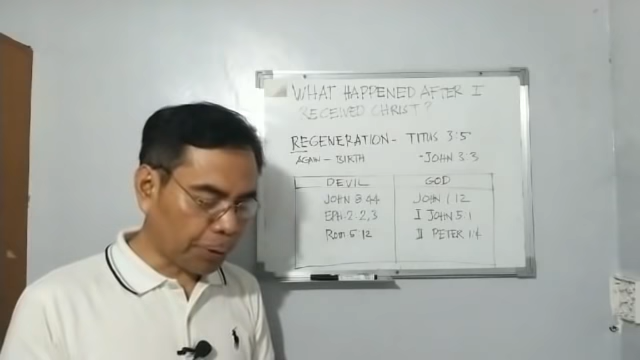 WHAT HAPPENED AFTER I
RECEIVED CHRIST?
REGENERATION - TITUS 3:5
AGAIN - BIRTH - JOHN 3:3
DEVIL GOD
JOHN 8:44 JOHN 1:12
EPH 2:2,3 I JOHN 5:1
Rom 5:12 II PETER 1:4